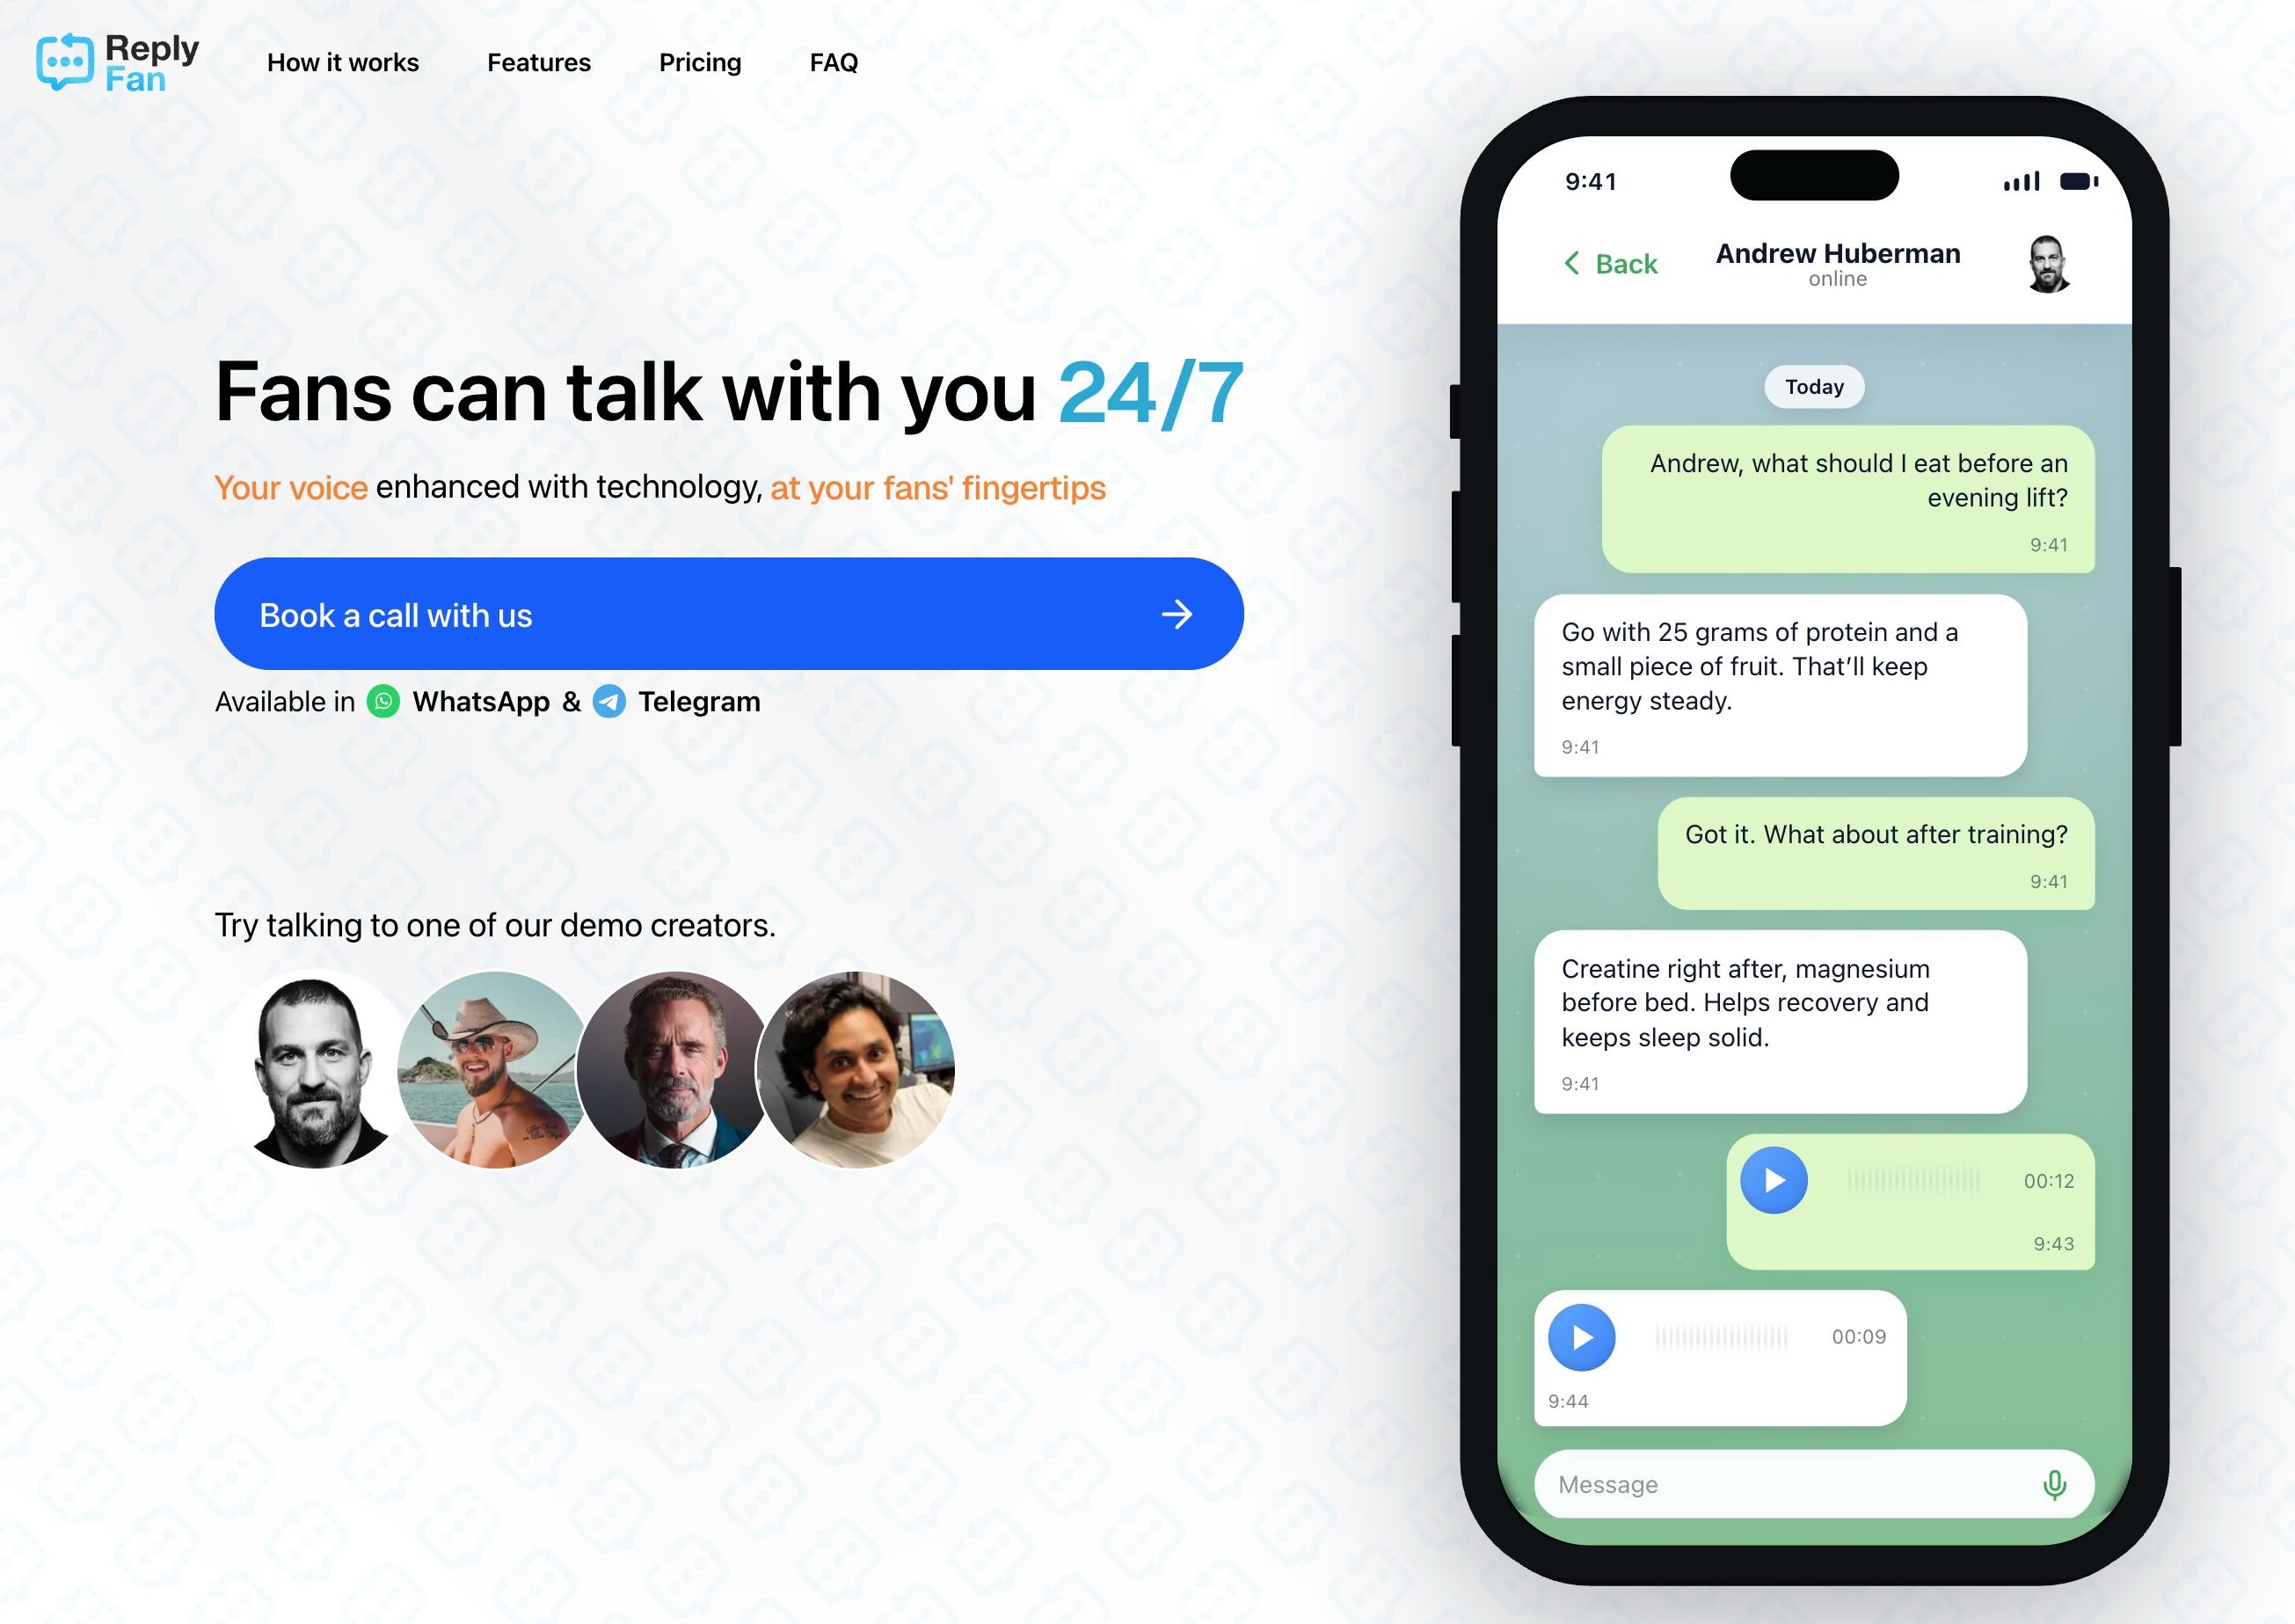 Reply
Fan
How it works
Features
Pricing
FAQ
Fans can talk with you 24/7
Your voice enhanced with technology, at your fans' fingertips
Book a call with us
Available in WhatsApp & Telegram
Try talking to one of our demo creators.
9:41
Back
Andrew Huberman
online
Today
Andrew, what should I eat before an
evening lift?
9:41
Go with 25 grams of protein and a
small piece of fruit. That’ll keep
energy steady.
9:41
Got it. What about after training?
9:41
Creatine right after, magnesium
before bed. Helps recovery and
keeps sleep solid.
9:41
00:12
9:43
00:09
9:44
Message